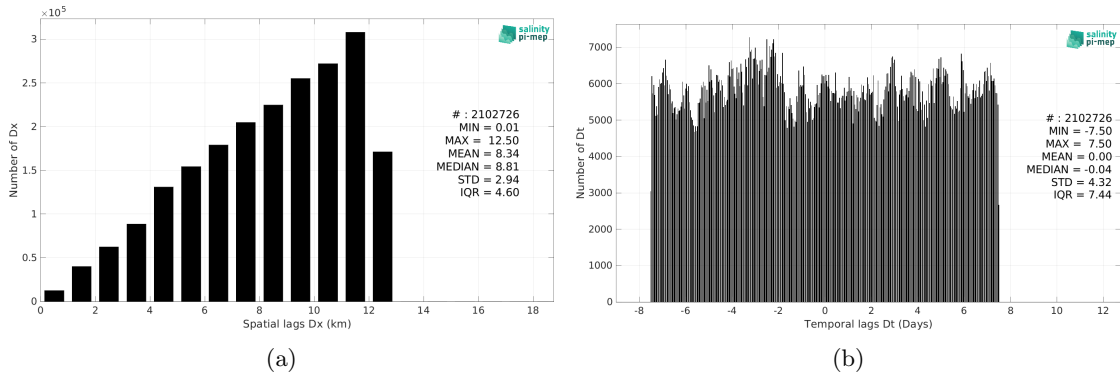 ×10^5
3
2.5
2
1.5
1
0.5
0
Number of Dx
0 2 4 6 8 10 12 14 16 18
Spatial lags Dx (km)
salinity
pi-mep
# : 2102726
MIN = 0.01
MAX = 12.50
MEAN = 8.34
MEDIAN = 8.81
STD = 2.94
IQR = 4.60
(a)
7000
6000
5000
4000
3000
2000
1000
0
Number of Dt
-8 -6 -4 -2 0 2 4 6 8 10 12
Temporal lags Dt (Days)
salinity
pi-mep
# : 2102726
MIN = -7.50
MAX = 7.50
MEAN = 0.00
MEDIAN = -0.04
STD = 4.32
IQR = 7.44
(b)